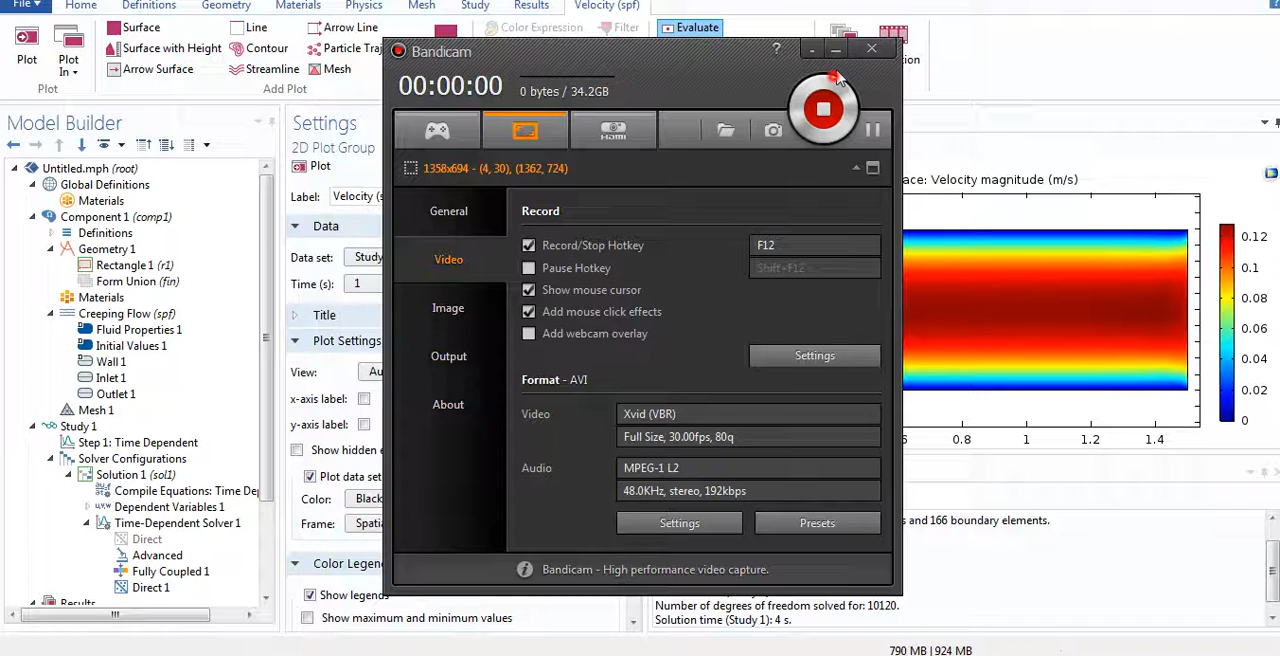 File
Home
Definitions
Geometry
Materials
Physics
Mesh
Study
Results
Velocity (spf)
Plot
Plot
In
Surface
Surface with Height
Arrow Surface
Line
Contour
Streamline
Arrow Line
Particle Traj
Mesh
Color Expression
Filter
Evaluate
Plot
Add Plot
Model Builder
Untitled.mph (root)
Global Definitions
Materials
Component 1 (comp1)
Definitions
Geometry 1
Rectangle 1 (r1)
Form Union (fin)
Materials
Creeping Flow (spf)
Fluid Properties 1
Initial Values 1
Wall 1
Inlet 1
Outlet 1
Mesh 1
Study 1
Step 1: Time Dependent
Solver Configurations
Solution 1 (sol1)
Compile Equations: Time De
Dependent Variables 1
Time-Dependent Solver 1
Direct
Advanced
Fully Coupled 1
Direct 1
Results
Settings
2D Plot Group
Plot
Label: Velocity (s
Data
Data set: Study
Time (s): 1
Title
Plot Settings
View: Au
x-axis label:
y-axis label:
Show hidden e
Plot data set
Color: Black
Frame: Spati
Color Legend
Show legends
Show maximum and minimum values
Bandicam
?
00:00:00
0 bytes / 34.2GB
HDMI
1358x694 - (4, 30), (1362, 724)
General
Video
Image
Output
About
Record
Record/Stop Hotkey F12
Pause Hotkey Shift+F12
Show mouse cursor
Add mouse click effects
Add webcam overlay
Settings
Format - AVI
Video Xvid (VBR)
Full Size, 30.00fps, 80q
Audio MPEG-1 L2
48.0KHz, stereo, 192kbps
Settings Presets
Bandicam - High performance video capture.
ace: Velocity magnitude (m/s)
0.12
0.1
0.08
0.06
0.04
0.02
0
0.8 1 1.2 1.4
s and 166 boundary elements.
Number of degrees of freedom solved for: 10120.
Solution time (Study 1): 4 s.
790 MB | 924 MB